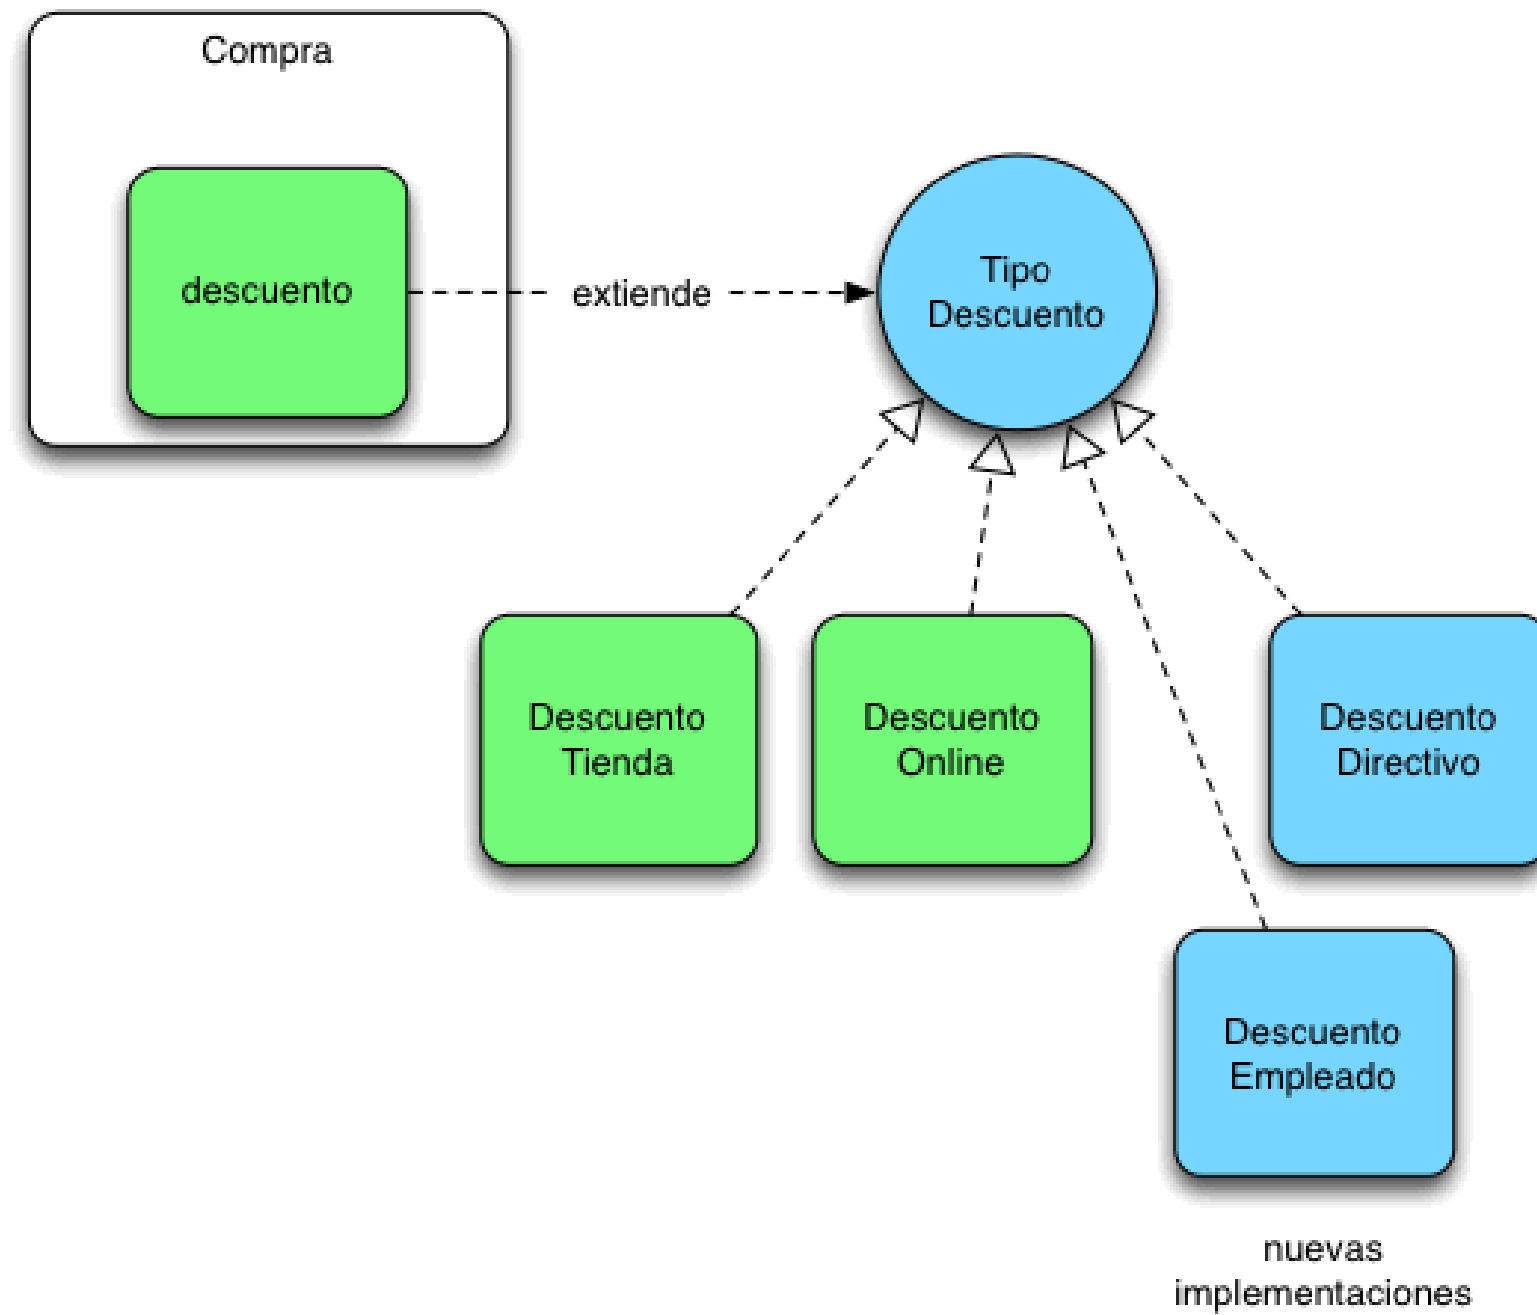 Compra
descuento
extiende
Tipo
Descuento
Descuento
Tienda
Descuento
Online
Descuento
Directivo
Descuento
Empleado
nuevas
implementaciones